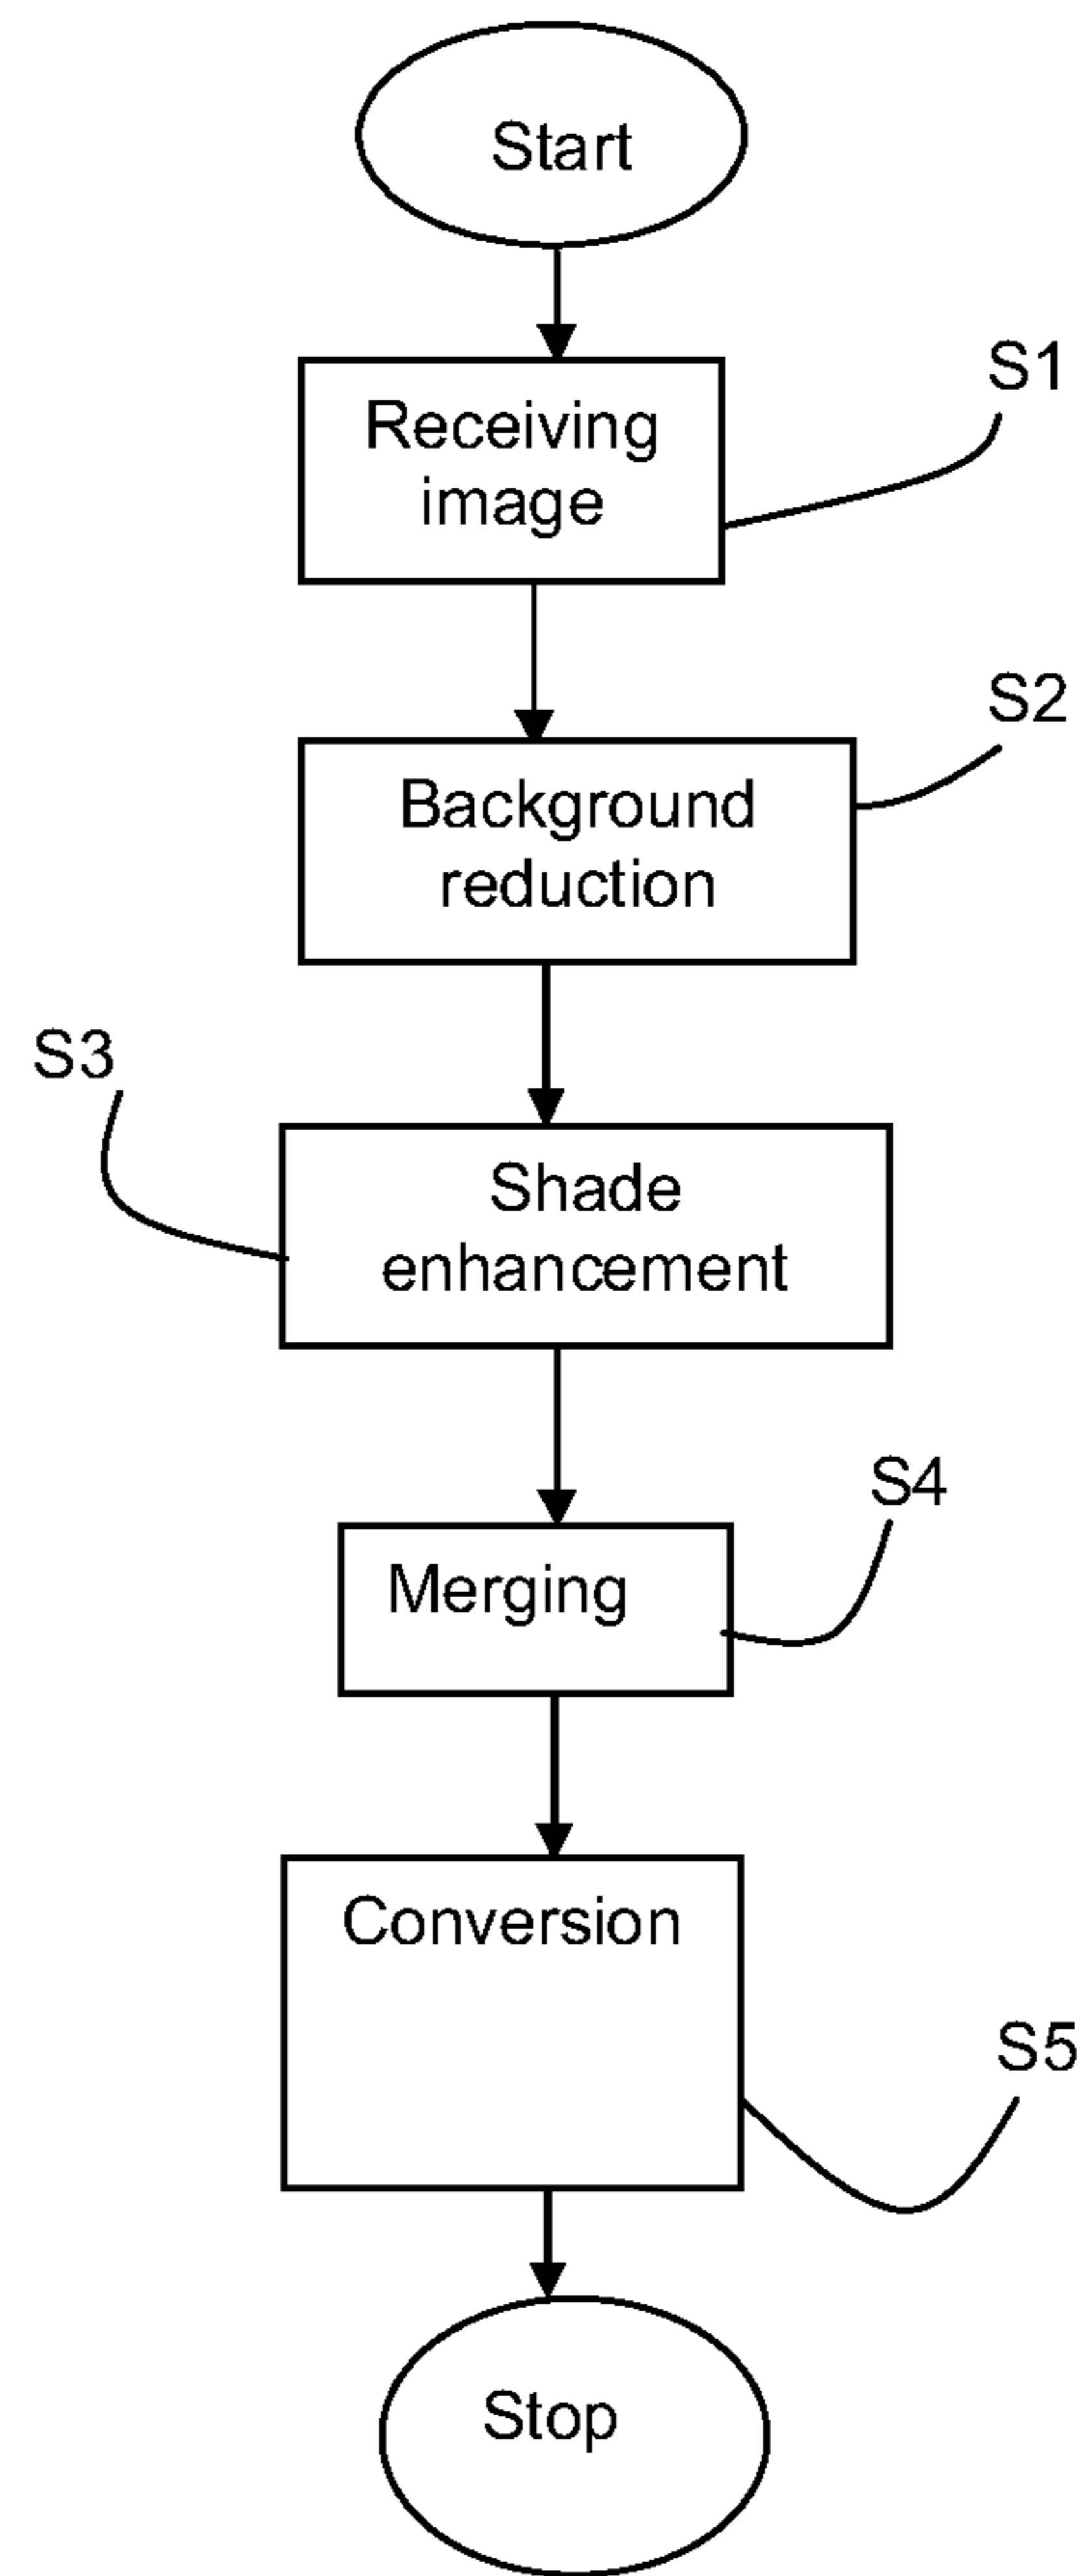 Start
S1
Receiving
image
S2
Background
reduction
S3
Shade
enhancement
S4
Merging
Conversion
S5
Stop